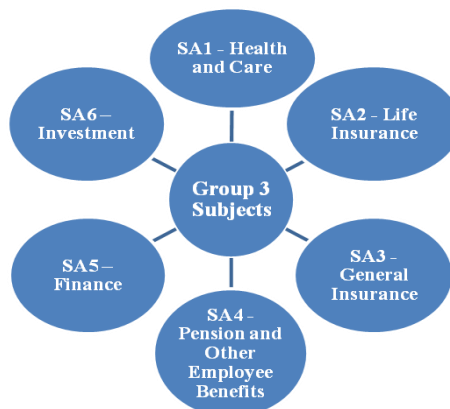 SA1 - Health
and Care
SA2 - Life
Insurance
SA3 -
General
Insurance
SA4 -
Pension and
Other
Employee
Benefits
SA5 –
Finance
SA6 –
Investment
Group 3
Subjects